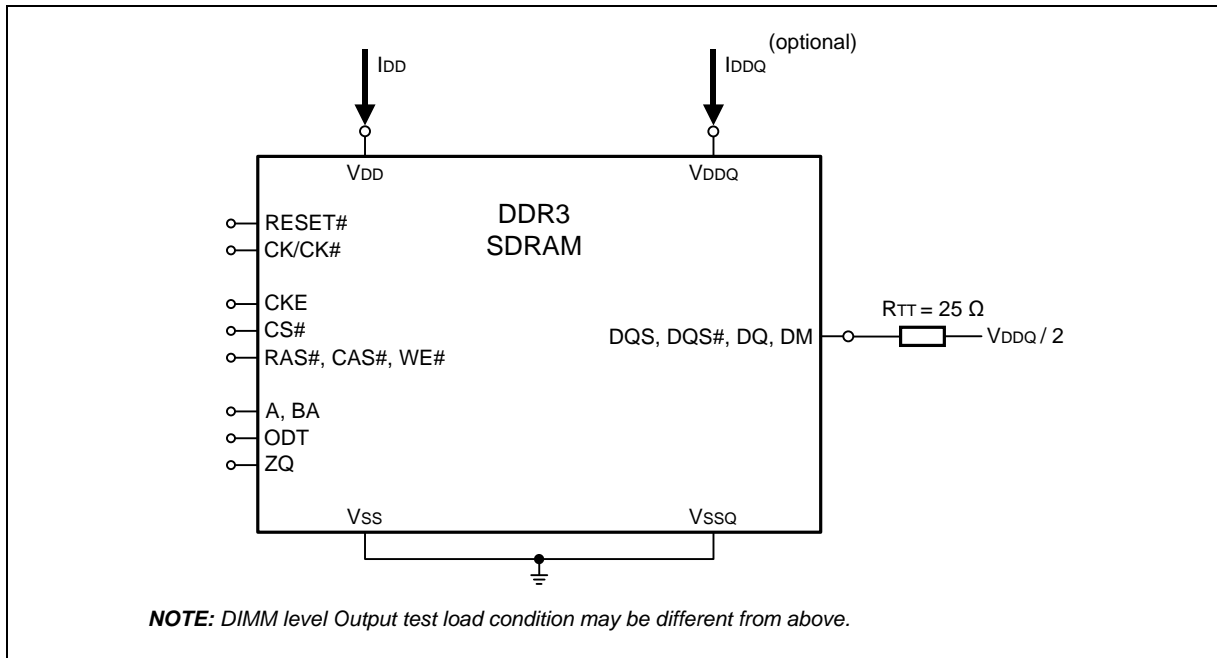 (optional)
IDD
IDDQ
VDD
VDDQ
RESET#
CK/CK#
DDR3
SDRAM
CKE
CS#
RAS#, CAS#, WE#
DQS, DQS#, DQ, DM
RTT = 25 Ω
VDDQ / 2
A, BA
ODT
ZQ
VSS
VSSQ
NOTE: DIMM level Output test load condition may be different from above.